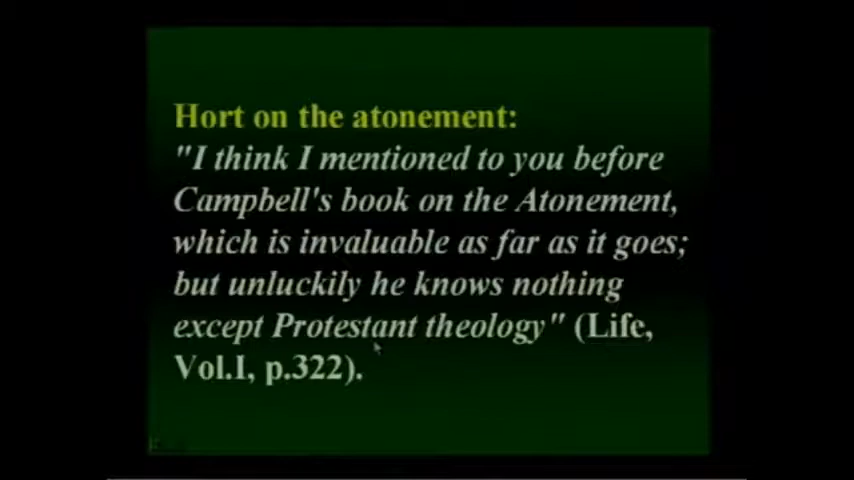 Hort on the atonement:
"I think I mentioned to you before
Campbell's book on the Atonement,
which is invaluable as far as it goes;
but unluckily he knows nothing
except Protestant theology" (Life,
Vol.I, p.322).